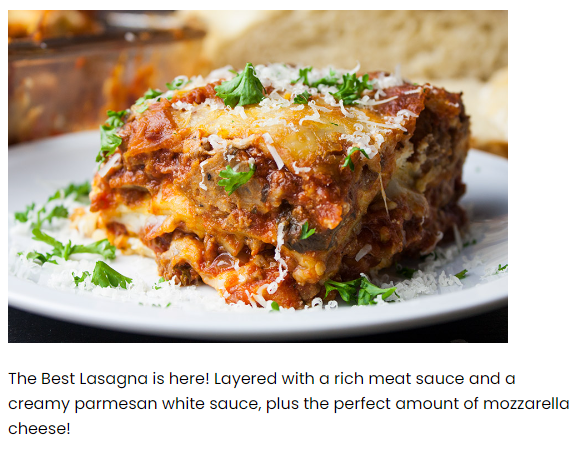 The Best Lasagna is here! Layered with a rich meat sauce and a
creamy parmesan white sauce, plus the perfect amount of mozzarella
cheese!